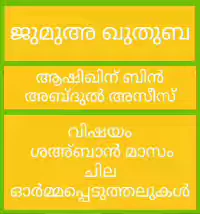 ജുമുഅ ഖുതുബ
ആഷിഖിന് ബിൻ
അബ്ദുൽ അസീസ്
വിഷയം
ശഅ്ബാൻ മാസം
ചില
ഓർമ്മപ്പെടുത്തലുകൾ